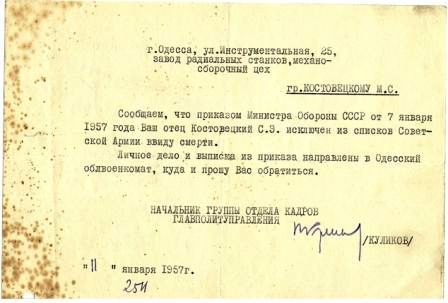 г.Одесса, ул.Инструментальная, 25,
завод радиальных станков, механо-
сборочный цех
гр.КОСТОВЕЦКОМУ М.С.
Сообщаем, что приказом Министра Обороны СССР от 7 января
1957 года Ваш отец Костовецкий С.Э. исключен из списков Совет-
ской Армии ввиду смерти.
Личное дело и выписка из приказа направлены в Одесский
облвоенкомат, куда и прошу Вас обратиться.
НАЧАЛЬНИК ГРУППЫ ОТДЕЛА КАДРОВ
ГЛАВПОЛИТУПРАВЛЕНИЯ
/КУЛИКОВ/
"11" января 1957г.